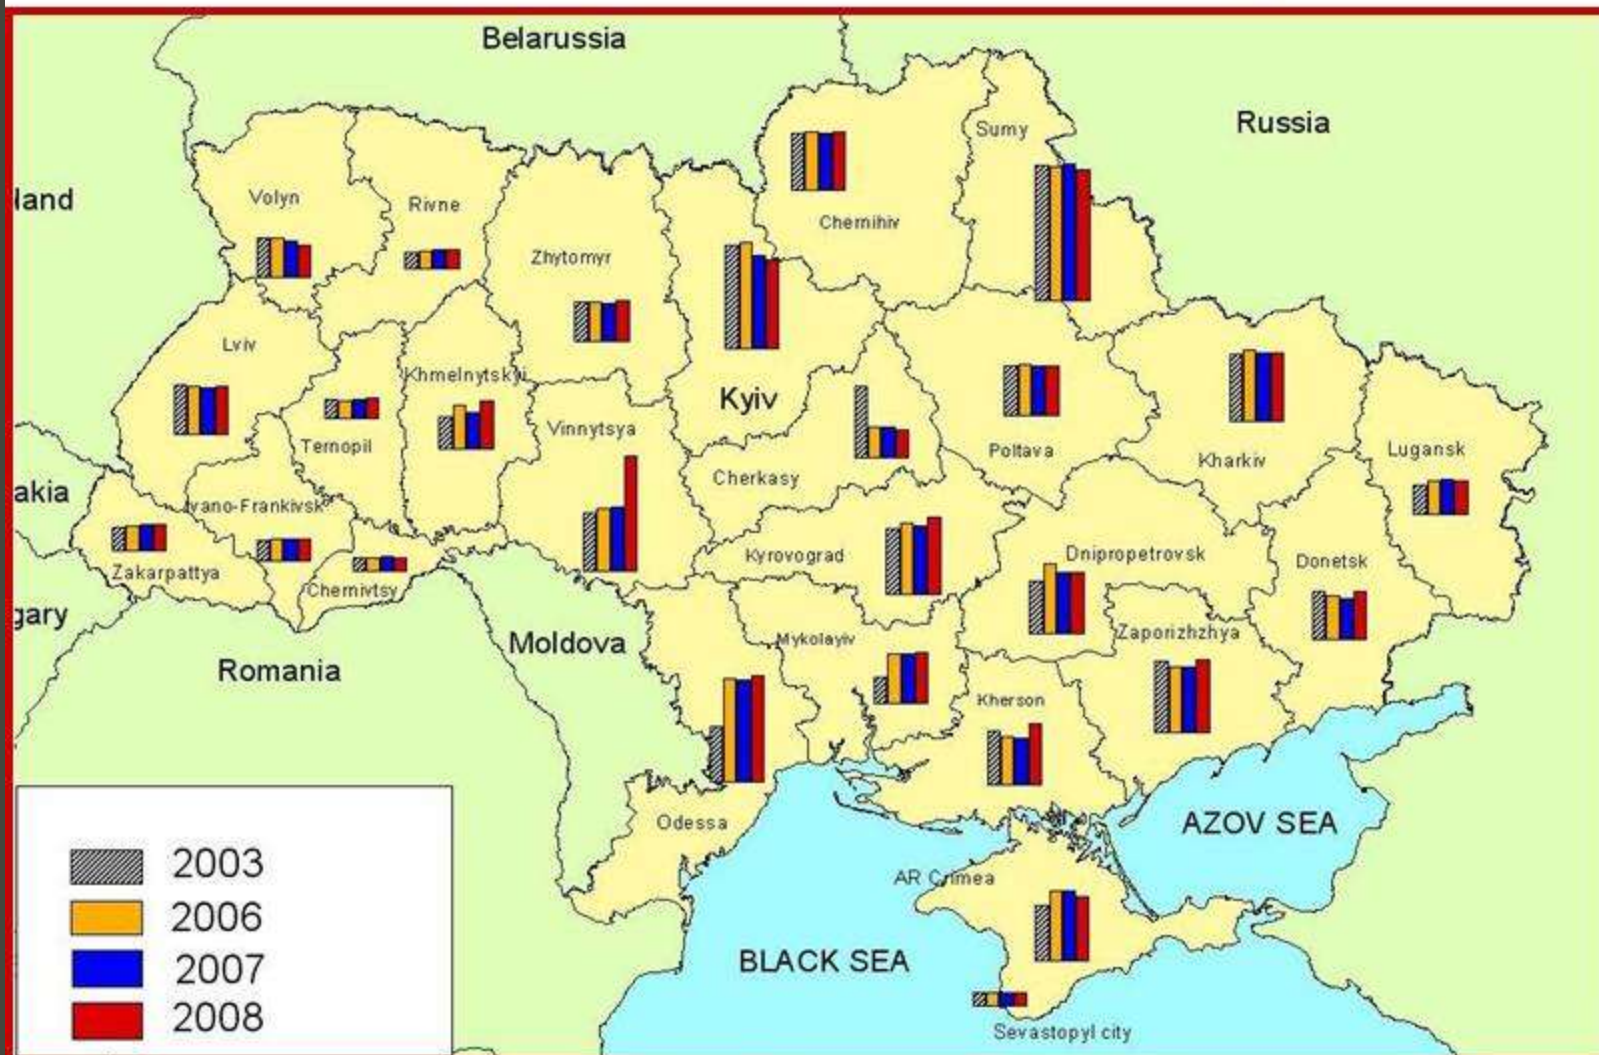 Belarussia
Russia
Sumy
land
Volyn
Rivne
Chernihiv
Zhytomyr
Lviv
Khmelnytskyi
Kyiv
Vinnytsya
Ternopil
Poltava
Kharkiv
Lugansk
Cherkasy
akia
Ivano-Frankivsk
Kyrovograd
Dnipropetrovsk
Donetsk
Zakarpattya
Chernivtsy
gary
Moldova
Mykolayiv
Zaporizhzhya
Romania
Kherson
Odessa
AZOV SEA
AR Crimea
BLACK SEA
Sevastopyl city
2003
2006
2007
2008